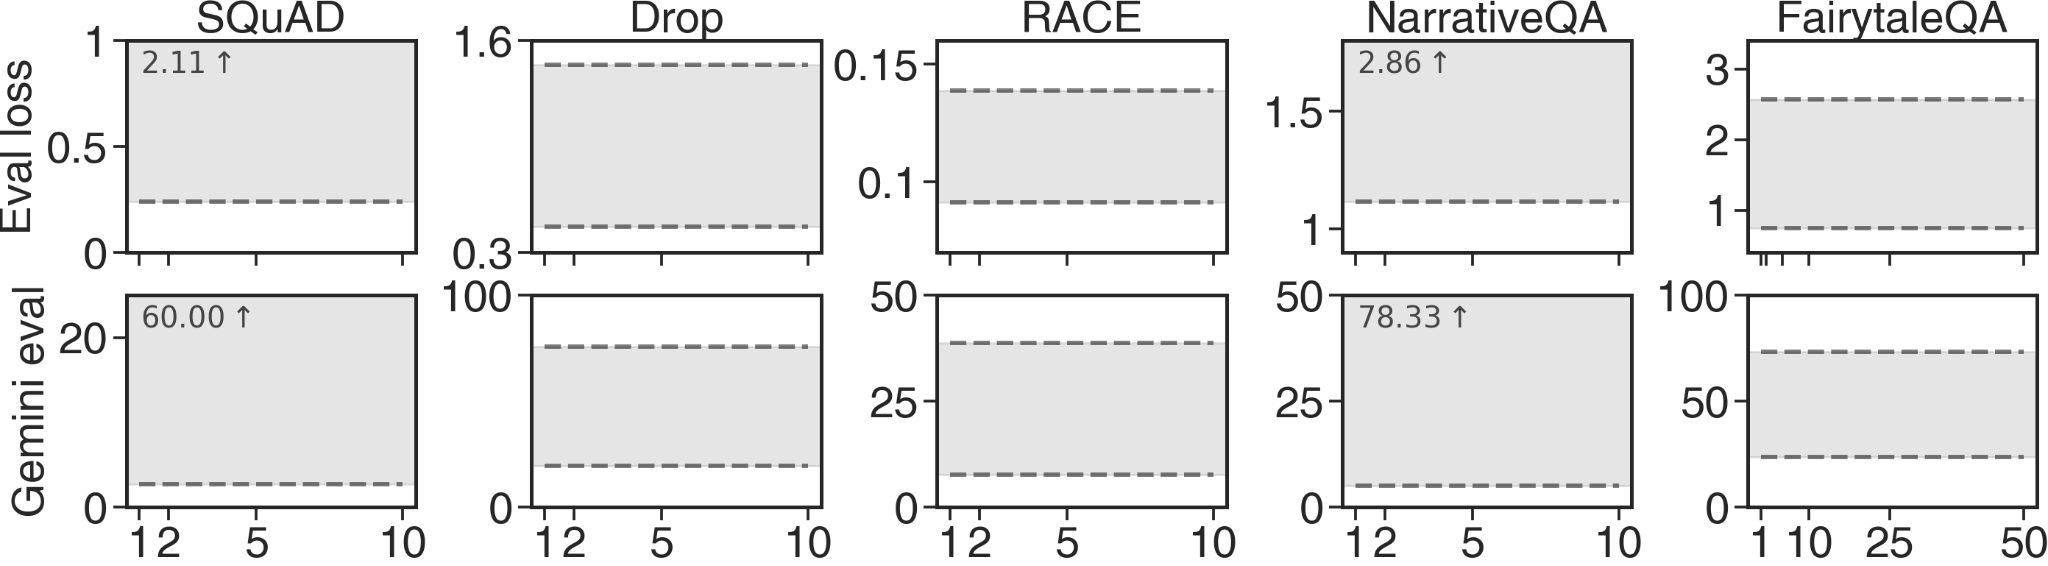 SQuAD Drop RACE NarrativeQA FairytaleQA
Eval loss
1 0.5 0
2.11 ↑
1.6 0.3
0.15 0.1
1.5 1
2.86 ↑
3 2 1
Gemini eval
20 0
60.00 ↑
100 0
50 25 0
50 25 0
78.33 ↑
100 50 0
1 2 5 10
1 2 5 10
1 2 5 10
1 2 5 10
1 10 25 50